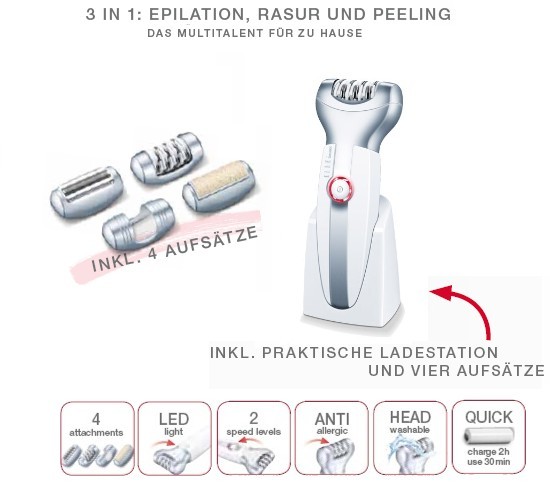 3 IN 1: EPILATION, RASUR UND PEELING
DAS MULTITALENT FÜR ZU HAUSE
INKL. 4 AUFSÄTZE
INKL. PRAKTISCHE LADESTATION
UND VIER AUFSÄTZE
4
attachments
LED
light
2
speed levels
ANTI
allergic
HEAD
washable
QUICK
charge 2h
use 30 min